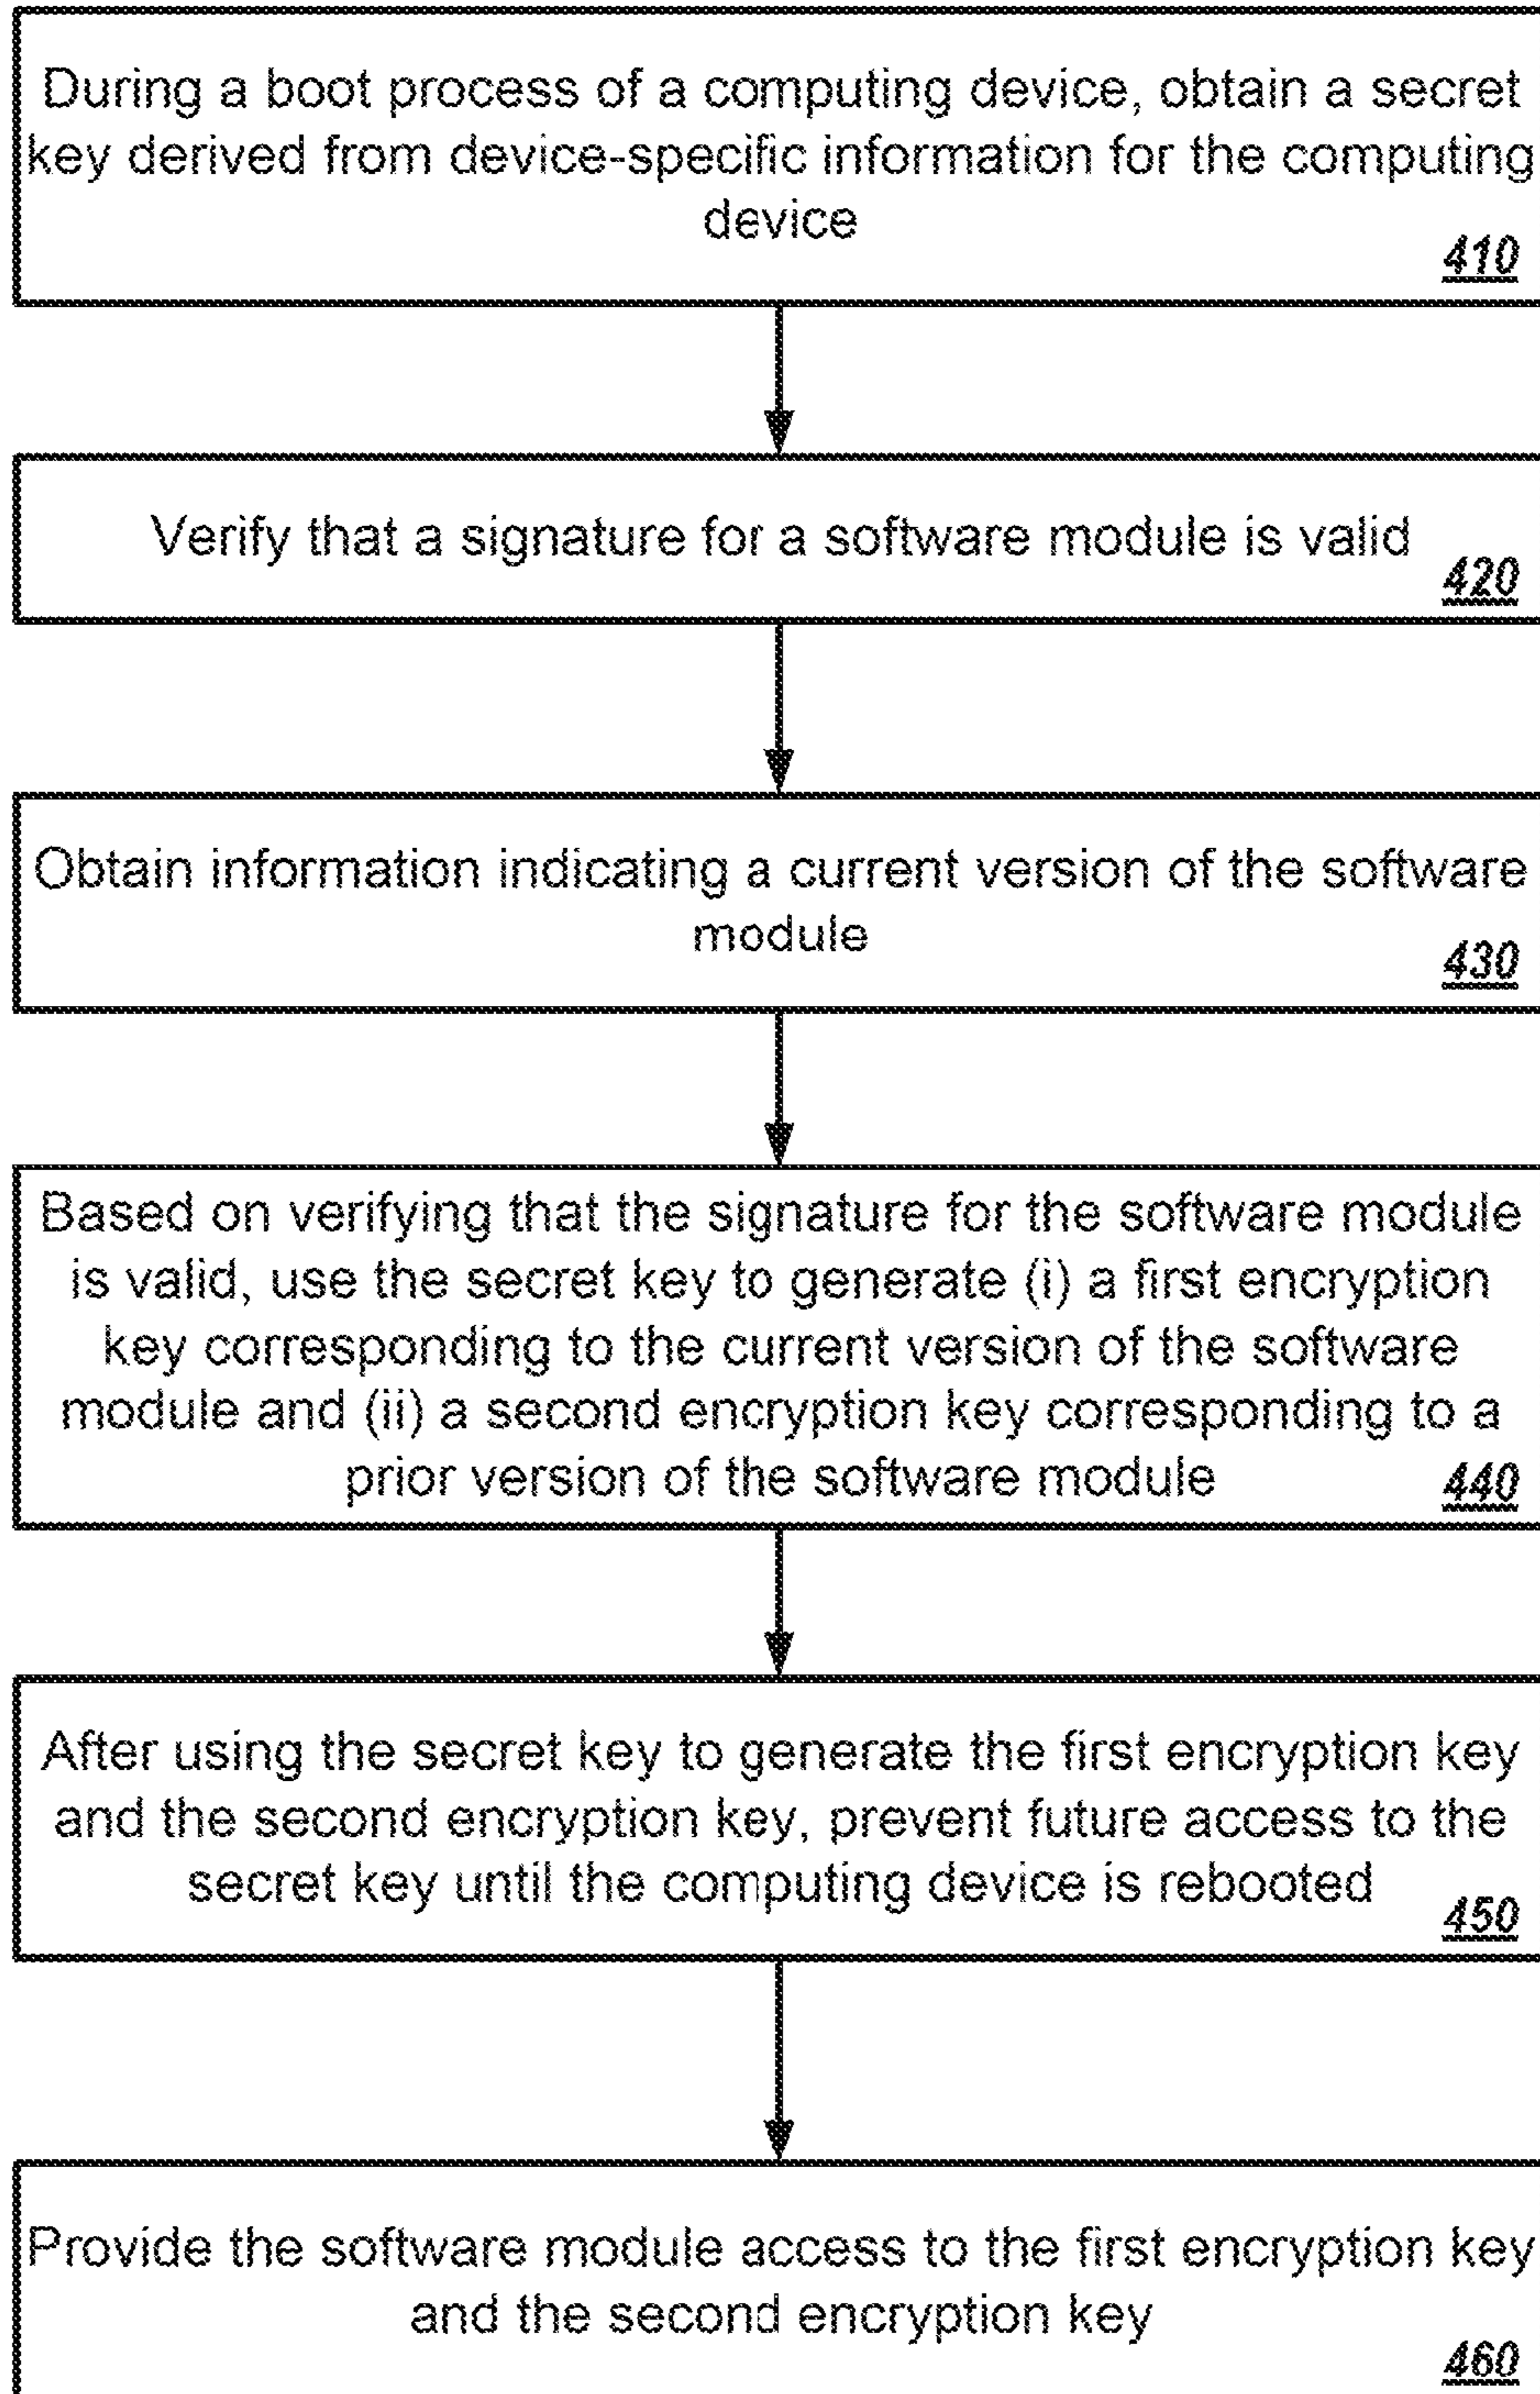 During a boot process of a computing device, obtain a secret
key derived from device-specific information for the computing
device
410
Verify that a signature for a software module is valid
420
Obtain information indicating a current version of the software
module
430
Based on verifying that the signature for the software module
is valid, use the secret key to generate (i) a first encryption
key corresponding to the current version of the software
module and (ii) a second encryption key corresponding to a
prior version of the software module
440
After using the secret key to generate the first encryption key
and the second encryption key, prevent future access to the
secret key until the computing device is rebooted
450
Provide the software module access to the first encryption key
and the second encryption key
460